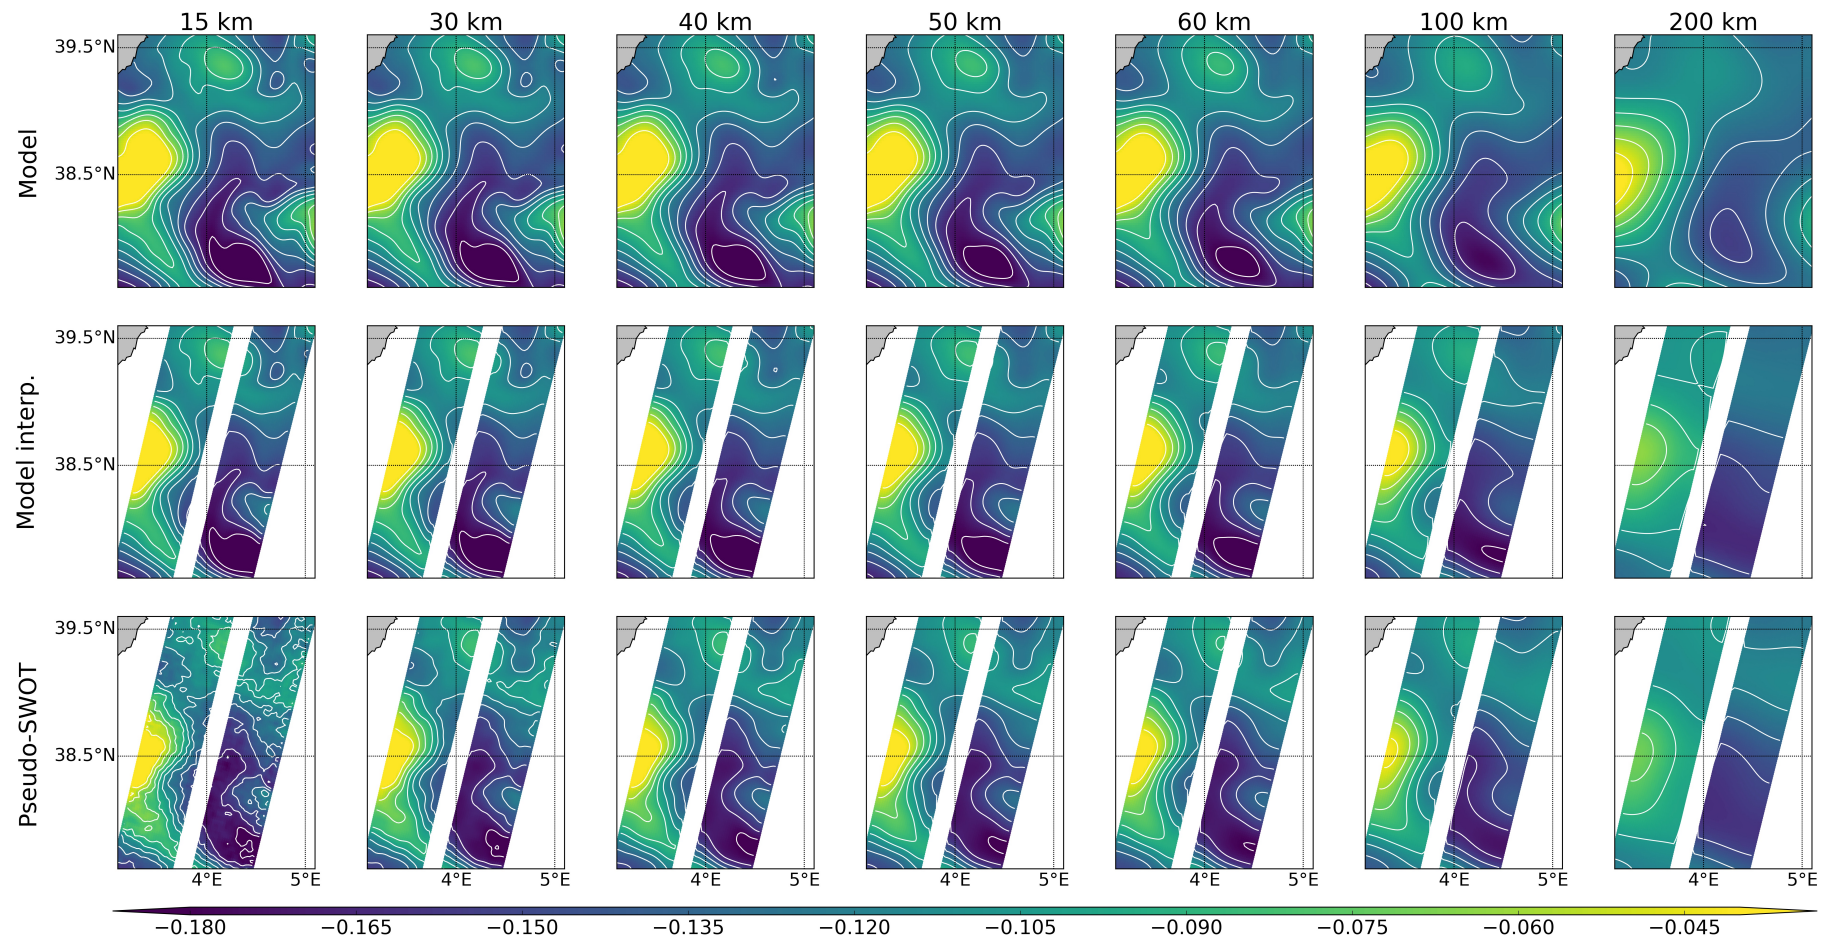 15 km 30 km 40 km 50 km 60 km 100 km 200 km
Model
39.5°N
38.5°N
Model interp.
39.5°N
38.5°N
Pseudo-SWOT
39.5°N
38.5°N
4°E 5°E 4°E 5°E 4°E 5°E 4°E 5°E 4°E 5°E 4°E 5°E 4°E 5°E
−0.180 −0.165 −0.150 −0.135 −0.120 −0.105 −0.090 −0.075 −0.060 −0.045